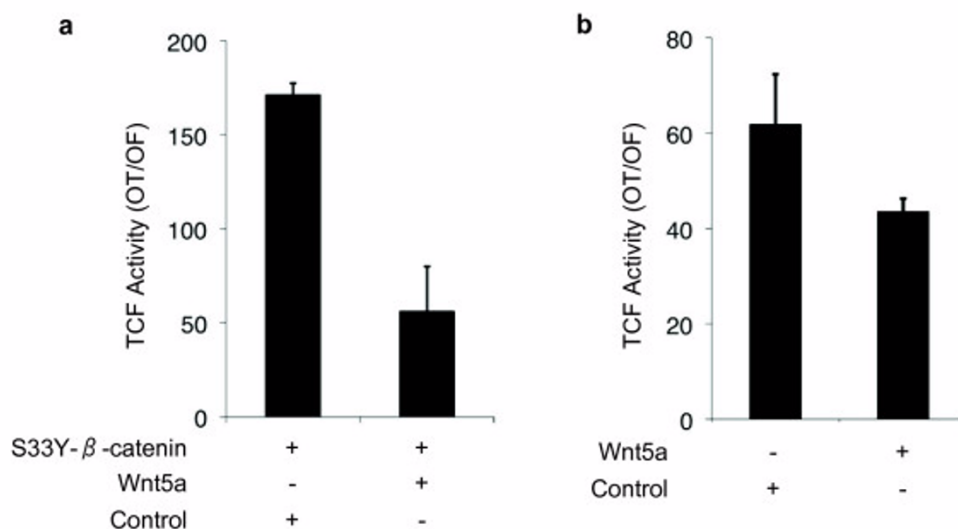 a
200
150
100
50
0
TCF Activity (OT/OF)
S33Y-β-catenin + +
Wnt5a - +
Control + -
b
80
60
40
20
0
TCF Activity (OT/OF)
Wnt5a - +
Control + -